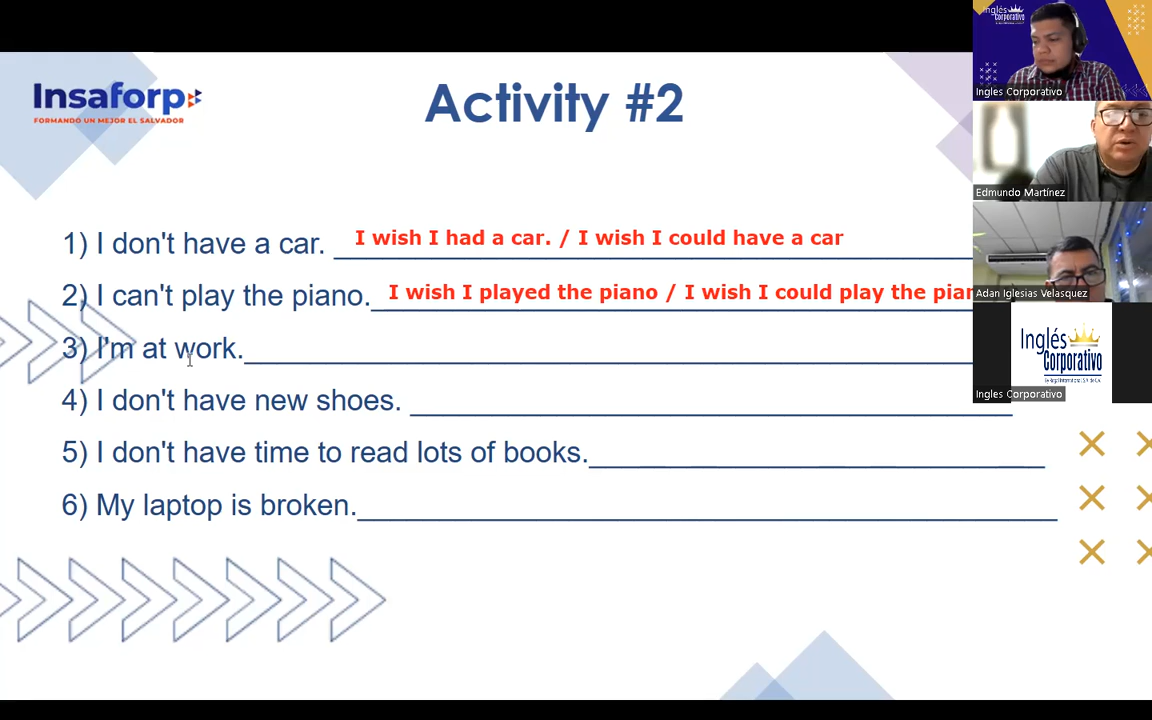 Insaforp
FORMANDO UN MEJOR EL SALVADOR
Activity #2
1) I don't have a car. I wish I had a car. / I wish I could have a car
2) I can't play the piano. I wish I played the piano / I wish I could play the pian
3) I'm at work.
4) I don't have new shoes.
5) I don't have time to read lots of books.
6) My laptop is broken.
Inglés
Corporativo
Ingles Corporativo
Edmundo Martínez
Adan Iglesias Velasquez
Inglés
Corporativo
Ingles Corporativo